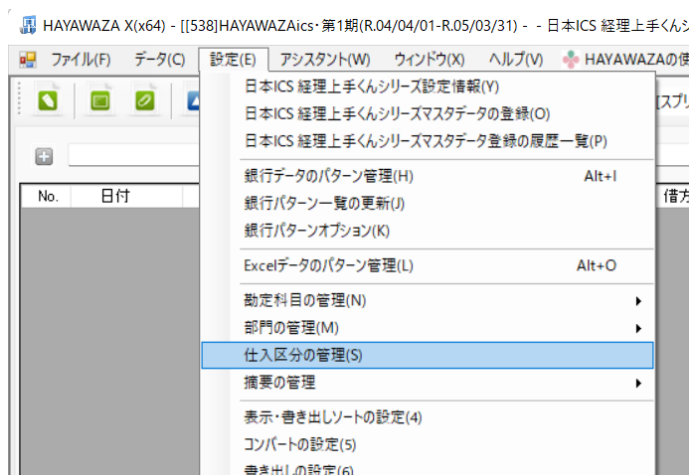 HAYAWAZA X(x64) - [[538]HAYAWAZAics・第1期(R.04/04/01-R.05/03/31) - - 日本ICS 経理上手くん
ファイル(F) データ(C) 設定(E) アシスタント(W) ウィンドウ(X) ヘルプ(V) HAYAWAZAの使
日本ICS 経理上手くんシリーズ設定情報(Y)
日本ICS 経理上手くんシリーズマスタデータの登録(O)
[スプリ
日本ICS 経理上手くんシリーズマスタデータ登録の履歴一覧(P)
銀行データのパターン管理(H) Alt+I
No. 日付 借方
銀行パターン一覧の更新(J)
銀行パターンオプション(K)
Excelデータのパターン管理(L) Alt+O
勘定科目の管理(N)
部門の管理(M)
仕入区分の管理(S)
摘要の管理
表示・書き出しソートの設定(4)
コンバートの設定(5)
書き出しの設定(6)